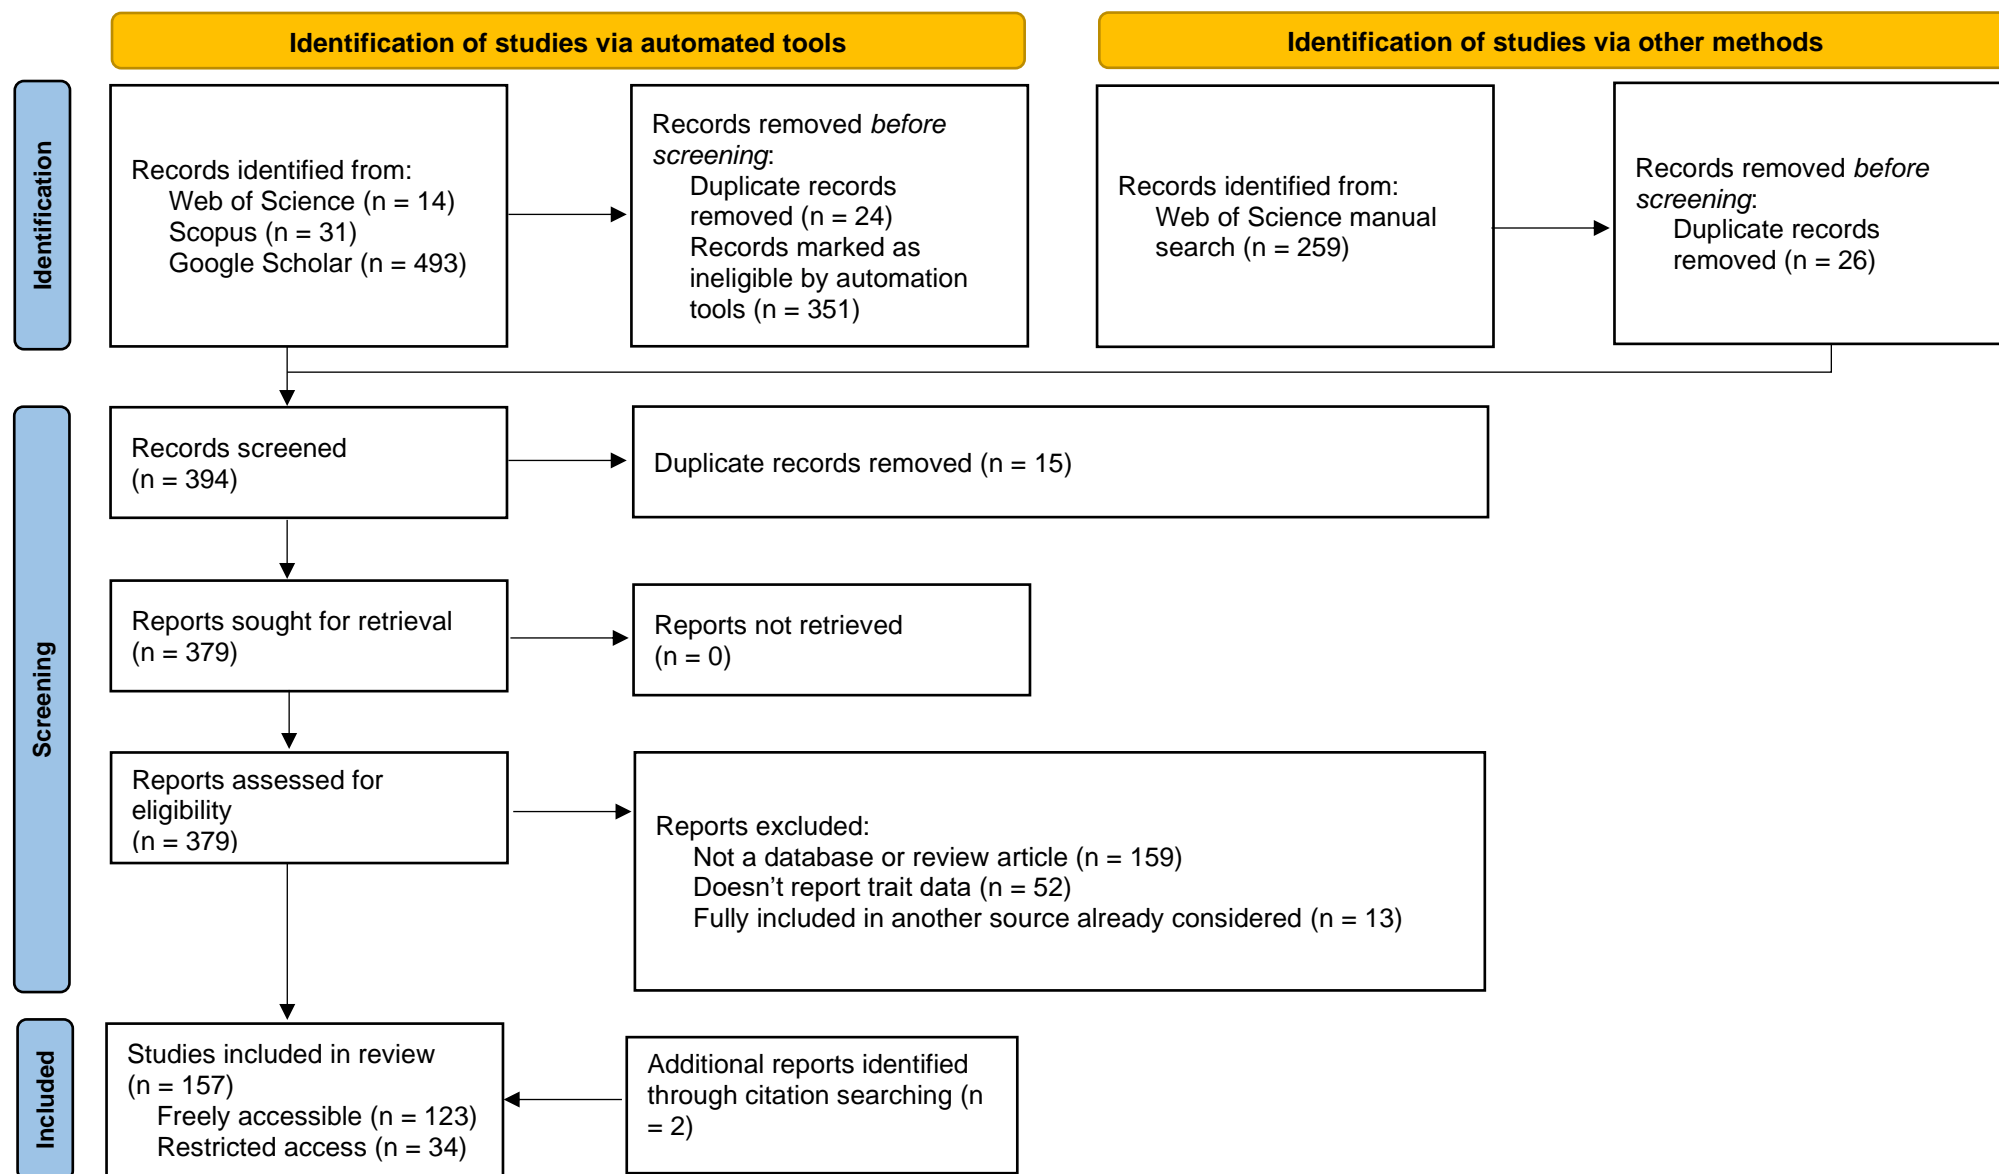 Identification of studies via automated tools
Identification of studies via other methods
Identification
Records identified from:
Web of Science (n = 14)
Scopus (n = 31)
Google Scholar (n = 493)
Records removed before
screening:
Duplicate records
removed (n = 24)
Records marked as
ineligible by automation
tools (n = 351)
Records identified from:
Web of Science manual
search (n = 259)
Records removed before
screening:
Duplicate records
removed (n = 26)
Screening
Records screened
(n = 394)
Duplicate records removed (n = 15)
Reports sought for retrieval
(n = 379)
Reports not retrieved
(n = 0)
Reports assessed for
eligibility
(n = 379)
Reports excluded:
Not a database or review article (n = 159)
Doesn’t report trait data (n = 52)
Fully included in another source already considered (n = 13)
Included
Studies included in review
(n = 157)
Freely accessible (n = 123)
Restricted access (n = 34)
Additional reports identified
through citation searching (n
= 2)